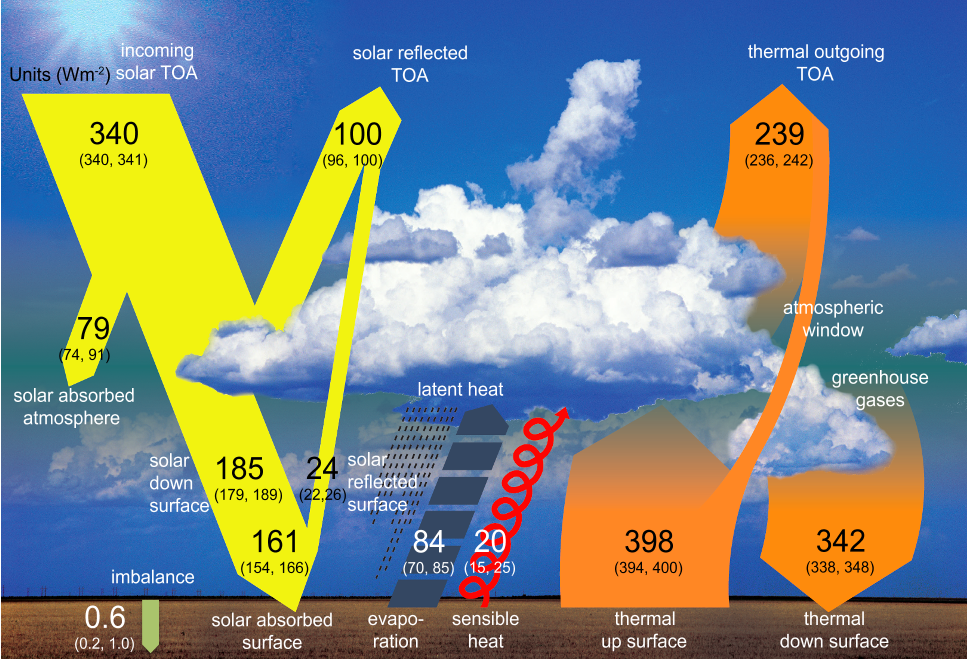 incoming
solar TOA
Units (Wm-2)
340
(340, 341)
solar reflected
TOA
100
(96, 100)
thermal outgoing
TOA
239
(236, 242)
79
(74, 91)
solar absorbed
atmosphere
atmospheric
window
greenhouse
gases
latent heat
solar
down
surface
185
(179, 189)
24
(22,26)
solar
reflected
surface
161
(154, 166)
84
(70, 85)
20
(15, 25)
398
(394, 400)
342
(338, 348)
imbalance
0.6
(0.2, 1.0)
solar absorbed
surface
evapo-
ration
sensible
heat
thermal
up surface
thermal
down surface